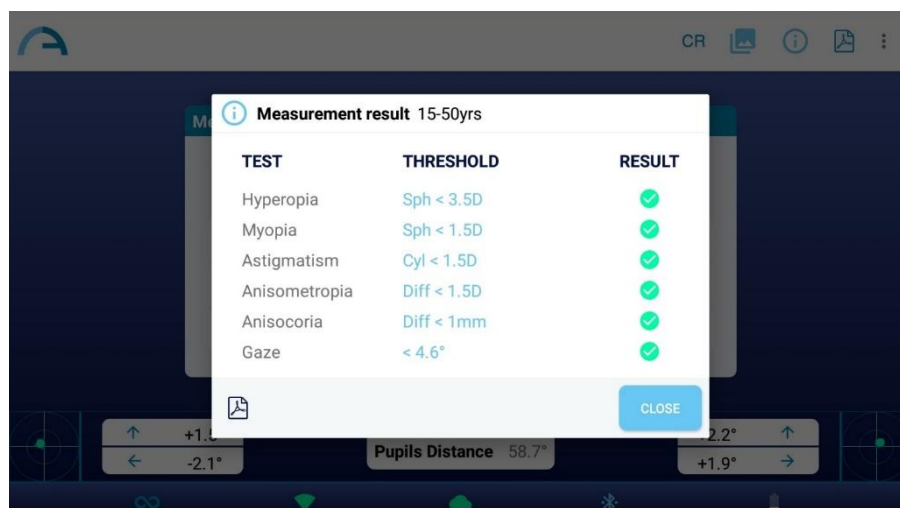 CR
Measurement result 15-50yrs
TEST THRESHOLD RESULT
Hyperopia Sph < 3.5D
Myopia Sph < 1.5D
Astigmatism Cyl < 1.5D
Anisometropia Diff < 1.5D
Anisocoria Diff < 1mm
Gaze < 4.6°
CLOSE
-2.1°
Pupils Distance 58.7°
+1.9°